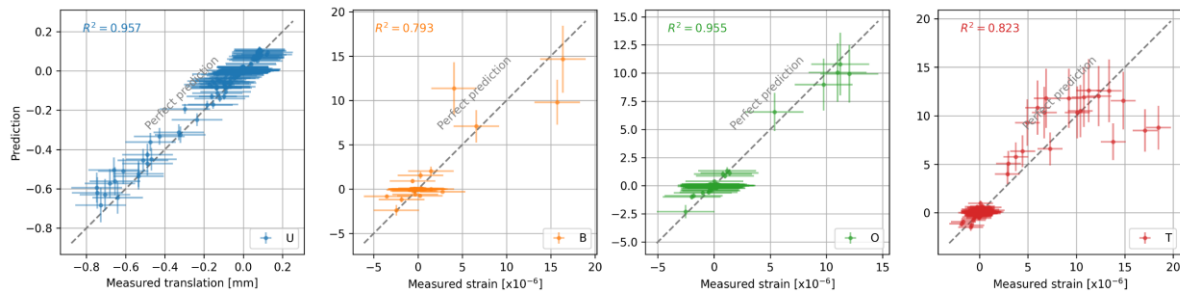 R² = 0.957
Perfect prediction
U
Prediction
0.2
0.0
−0.2
−0.4
−0.6
−0.8
−0.8 −0.6 −0.4 −0.2 0.0 0.2
Measured translation [mm]
R² = 0.793
Perfect prediction
B
20
15
10
5
0
−5
−5 0 5 10 15 20
Measured strain [x10⁻⁶]
R² = 0.955
Perfect prediction
O
15.0
12.5
10.0
7.5
5.0
2.5
0.0
−2.5
−5.0
−5 0 5 10 15
Measured strain [x10⁻⁶]
R² = 0.823
Perfect prediction
T
20
15
10
5
0
0 5 10 15 20
Measured strain [x10⁻⁶]